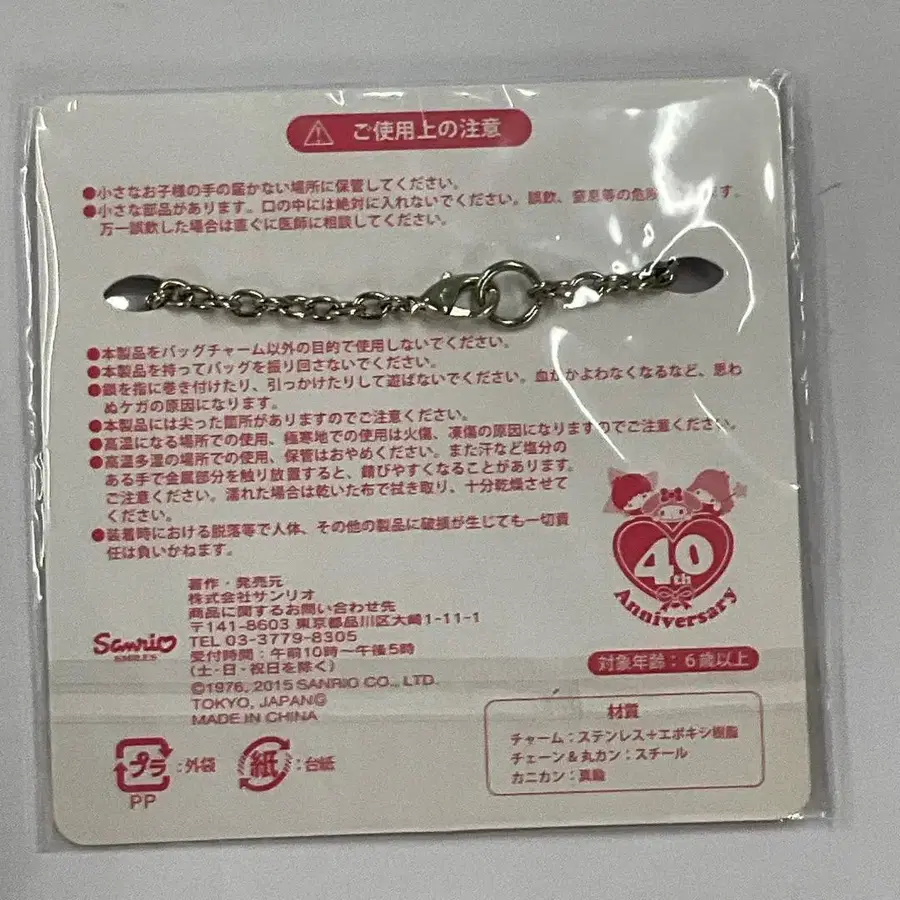 ご使用上の注意
●小さなお子様の手の届かない場所に保管してください。
●小さな部品があります。口の中には絶対に入れないでください。誤飲、窒息等の危険 ます。
万一誤飲した場合は直ぐに医師に相談してください。
●本製品をバッグチャーム以外の目的で使用しないでください。
●本製品を持ってバッグを振り回さないでください。
●鎖を指に巻き付けたり、引っかけたりして遊ばないでください。血がかよわなくなるなど、思わ
ぬケガの原因になります。
●本製品には尖った箇所がありますのでご注意ください。
●高温になる場所での使用、極寒地での使用は火傷、凍傷の原因になりますのでご注意ください。
●高温多湿の場所での使用、保管はおやめください。また汗など塩分の
ある手で金属部分を触り放置すると、錆びやすくなることがあります。
ご注意ください。濡れた場合は乾いた布で拭き取り、十分乾燥させて
ください。
●装着時における脱落等で人体、その他の製品に破損が生じても一切責
任は負いかねます。
40th
Anniversary
著作・発売元
株式会社サンリオ
商品に関するお問い合わせ先
〒141-8603 東京都品川区大崎1-11-1
TEL 03-3779-8305
受付時間：午前10時〜午後5時
(土・日・祝日を除く)
©1976, 2015 SANRIO CO., LTD.
TOKYO, JAPAN Ⓖ
MADE IN CHINA
Sanrio
SMILES
対象年齢：6歳以上
材質
チャーム：ステンレス＋エポキシ樹脂
チェーン＆丸カン：スチール
カニカン：真鍮
プラ：外袋
PP
紙：台紙